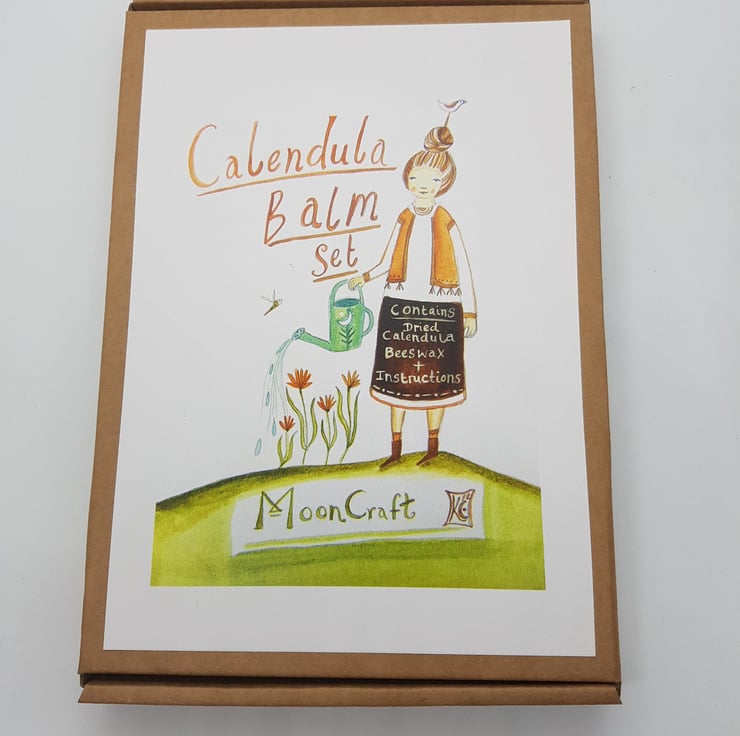 Calendula
Balm
Set
Contains
Dried
Calendula
Beeswax
+
Instructions
MoonCraft